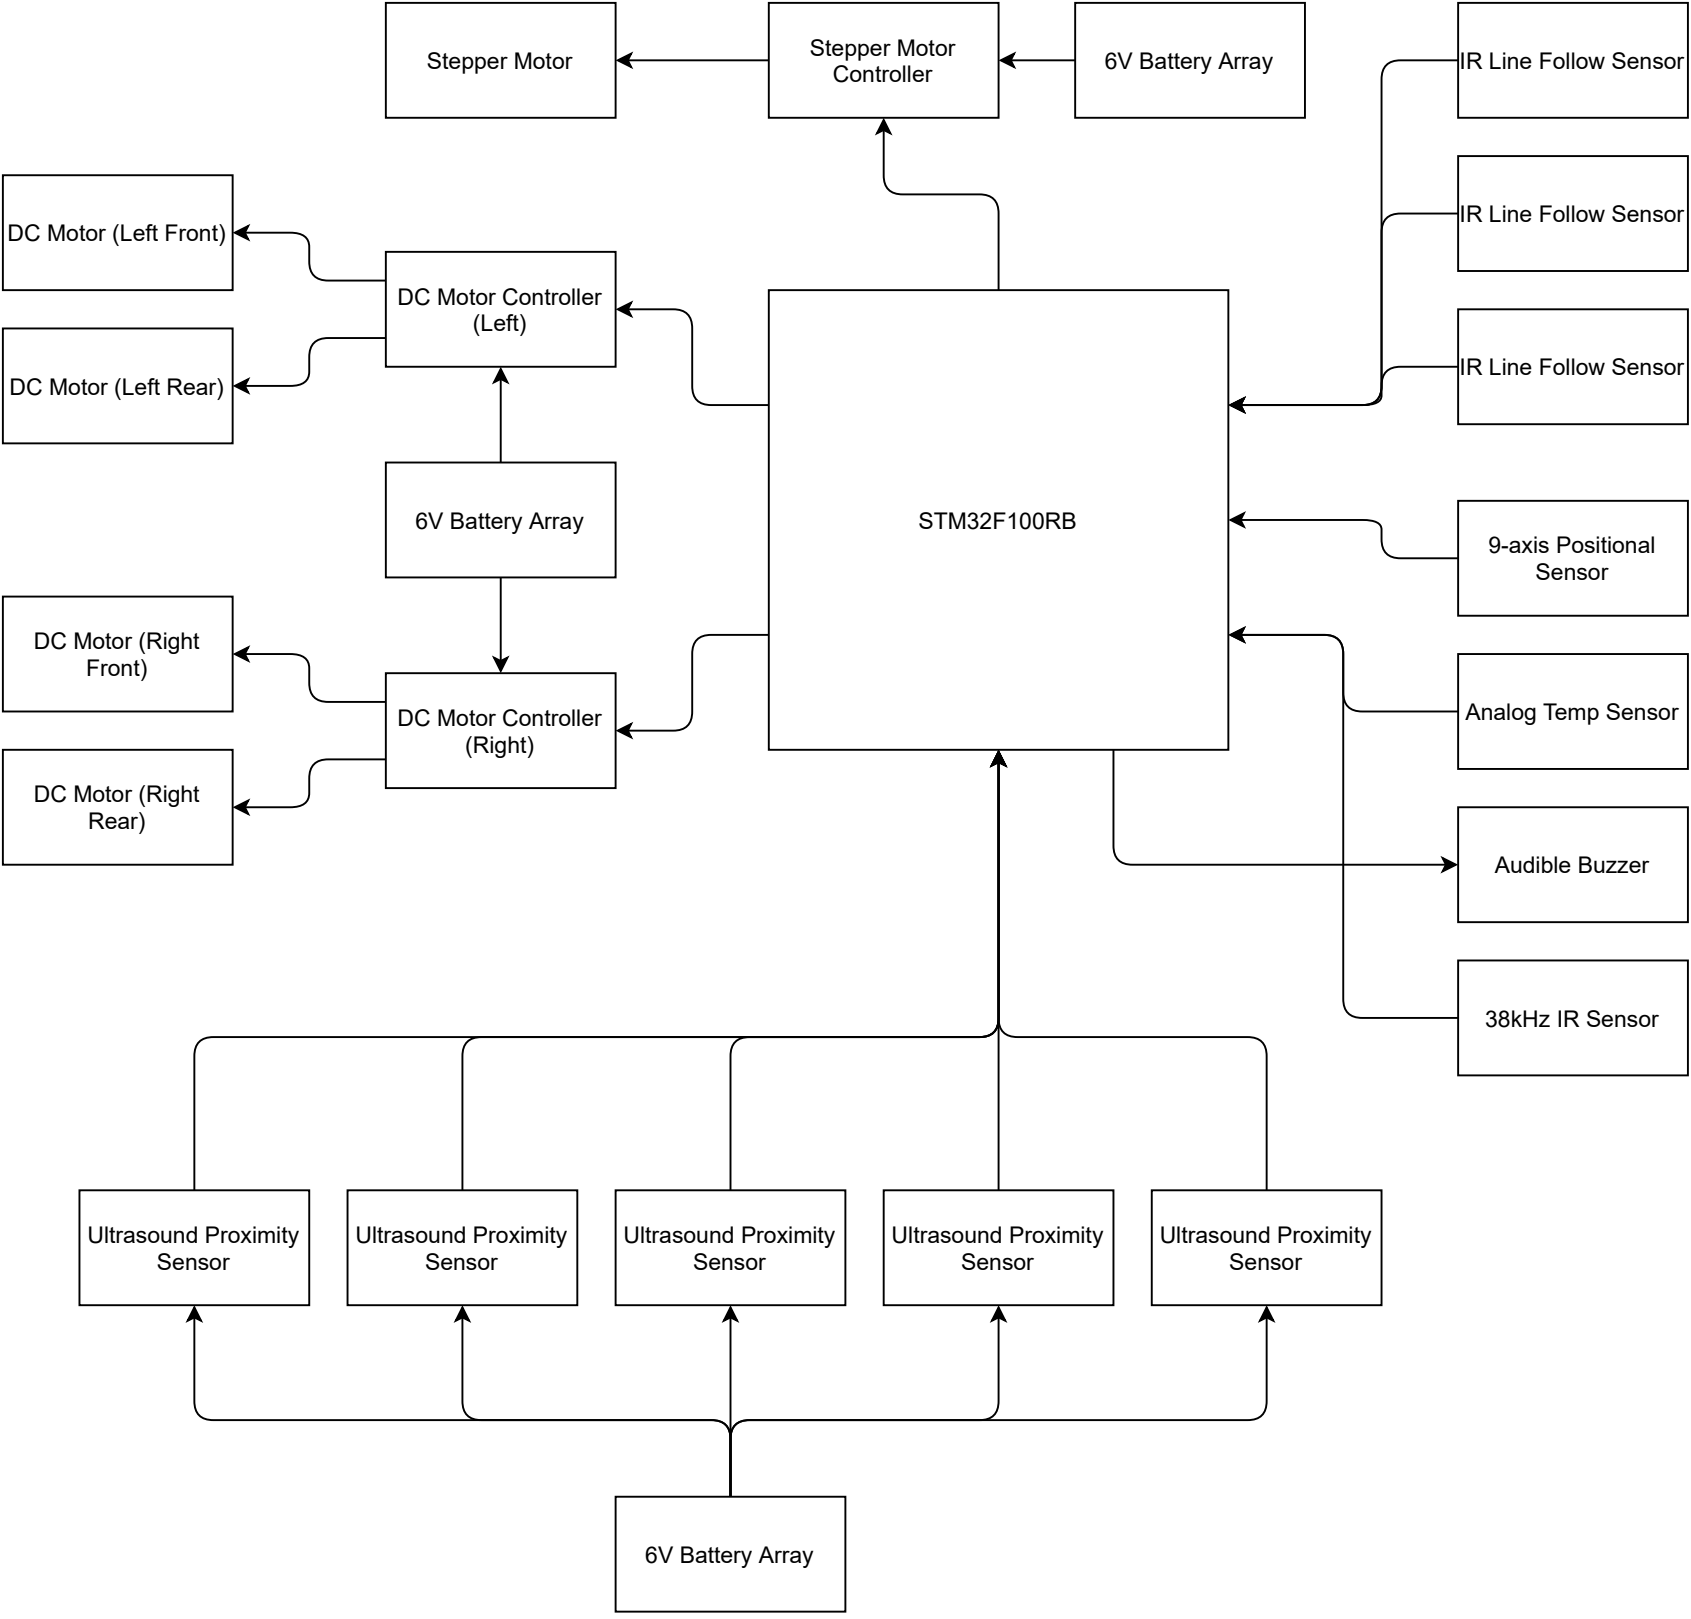 Stepper Motor
Stepper Motor
Controller
6V Battery Array
IR Line Follow Sensor
IR Line Follow Sensor
DC Motor (Left Front)
DC Motor Controller
(Left)
IR Line Follow Sensor
DC Motor (Left Rear)
6V Battery Array
STM32F100RB
9-axis Positional
Sensor
DC Motor (Right
Front)
DC Motor Controller
(Right)
Analog Temp Sensor
DC Motor (Right
Rear)
Audible Buzzer
38kHz IR Sensor
Ultrasound Proximity
Sensor
Ultrasound Proximity
Sensor
Ultrasound Proximity
Sensor
Ultrasound Proximity
Sensor
Ultrasound Proximity
Sensor
6V Battery Array